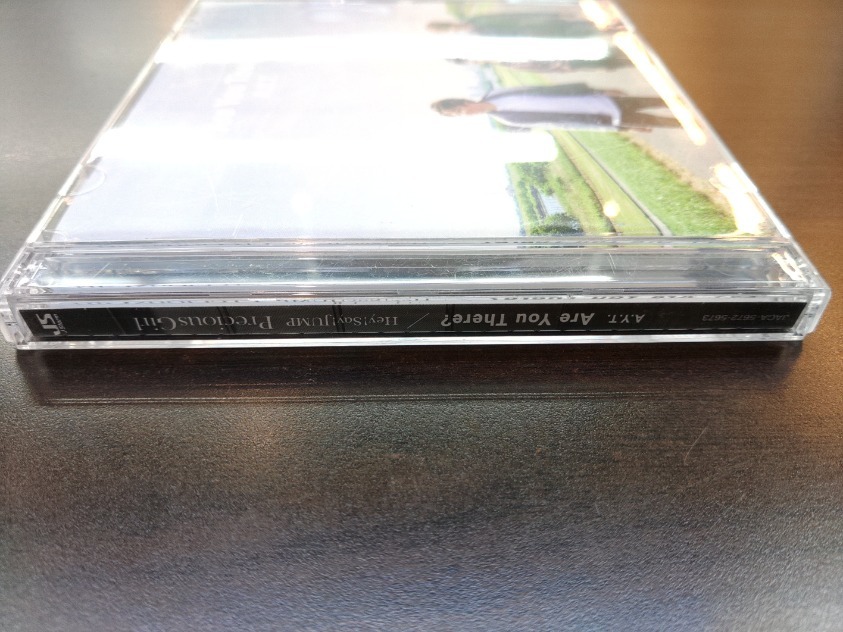 JACA 5672-5673 A.Y.T. Are You There? / Hey!Say!JUMP PreciousGirl